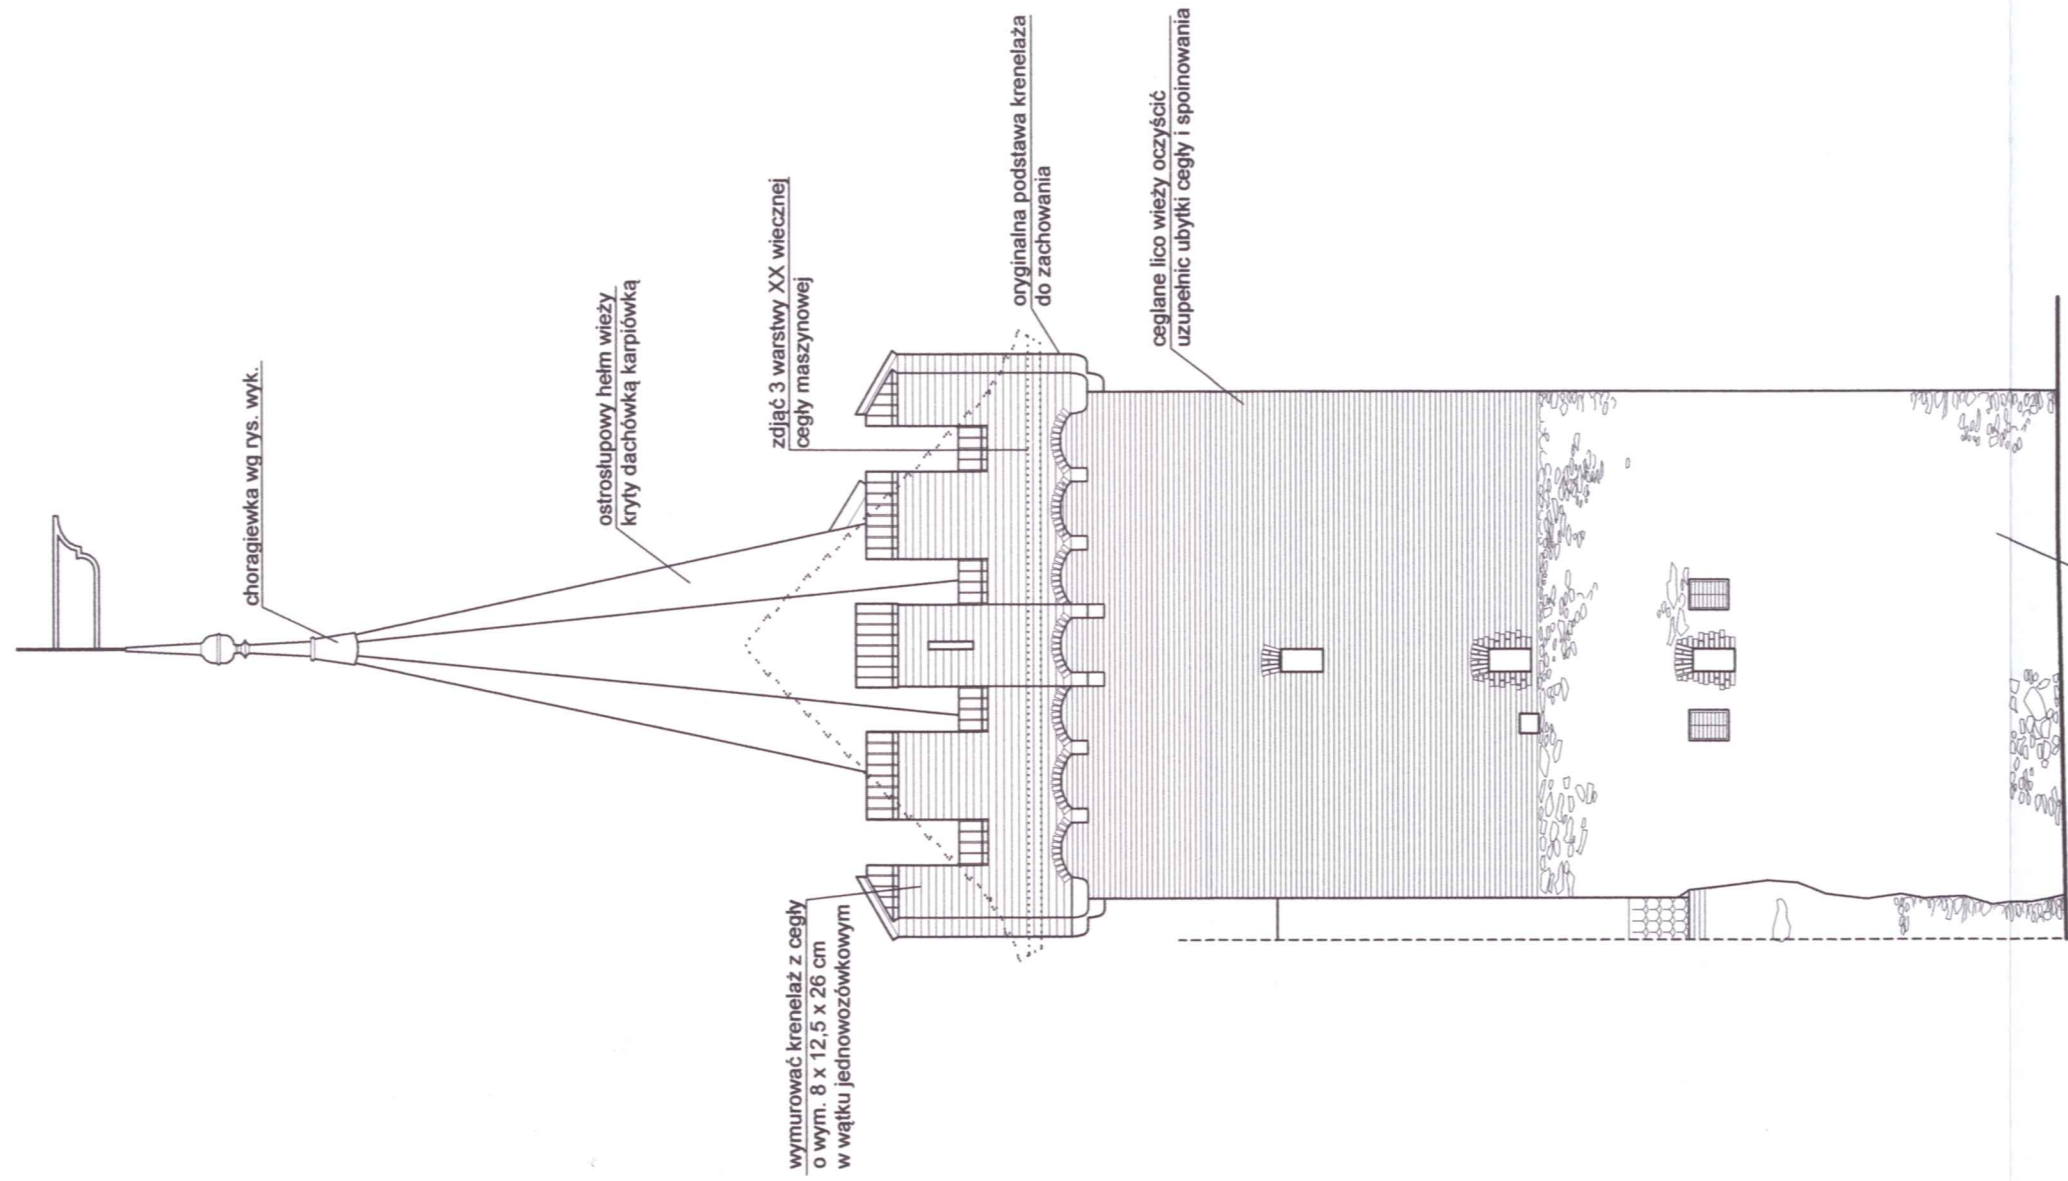 chorągiewka wg rys. wyk.
ostrosłupowy hełm wieży
kryty dachówką karpiówką
zdjąć 3 warstwy XX wiecznej
cegły maszynowej
oryginalna podstawa krenelaża
do zachowania
ceglane lico wieży oczyścić
uzupełnic ubytki cegły i spoinowania
wymurować krenelaż z cegły
o wym. 8 x 12,5 x 26 cm
w wątku jednowozówkowym